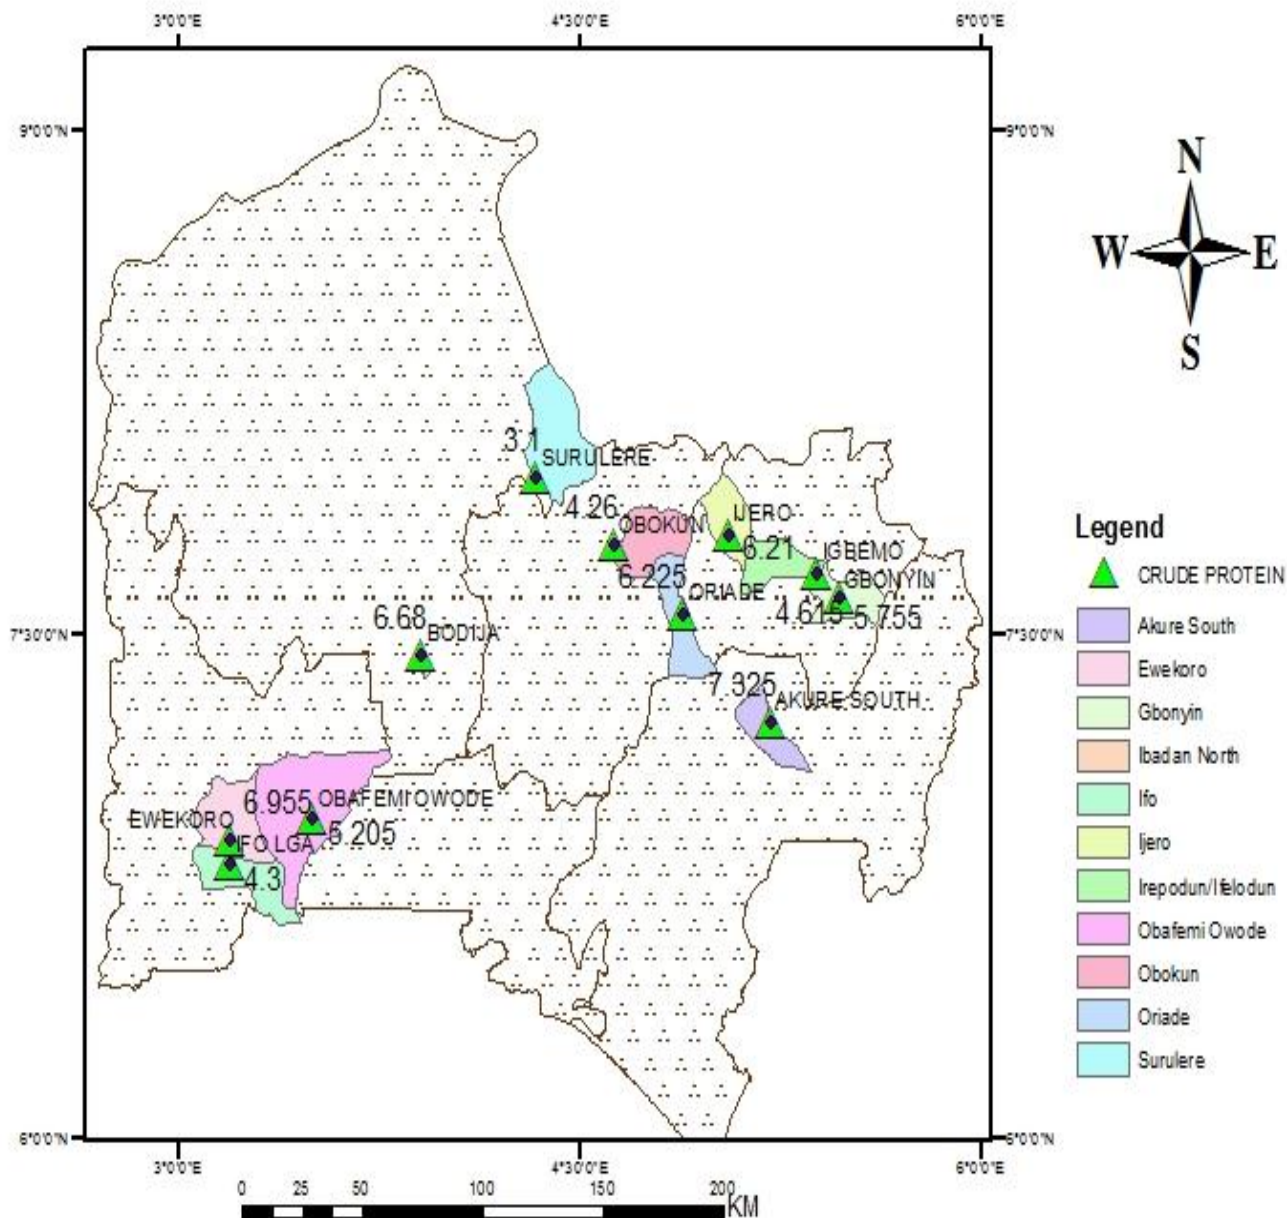 3°0'0"E 4°30'0"E 6°0'0"E
9°0'0"N 9°0'0"N
N
W E
S
3.1
SURULERE
4.26
OBOKUN
IJERO
6.21
IGBEMO
6.225
GBONYIN
ORIADE
4.615
5.755
6.68
BODIJA
7°30'0"N 7°30'0"N
7.325
AKURE SOUTH
6.955
OBAFEMI OWODE
EWEKORO
5.205
IFO LGA
4.3
6°0'0"N 6°0'0"N
3°0'0"E 4°30'0"E 6°0'0"E
0 25 50 100 150 200
KM
Legend
CRUDE PROTEIN
Akure South
Ewekoro
Gbonyin
Ibadan North
Ifo
Ijero
Irepodun/Ifelodun
Obafemi Owode
Obokun
Oriade
Surulere